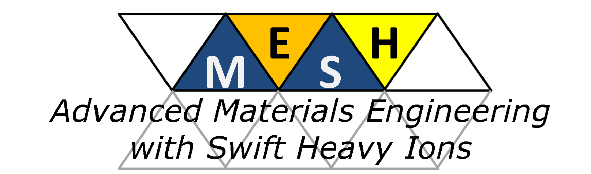 MESH
Advanced Materials Engineering
with Swift Heavy Ions